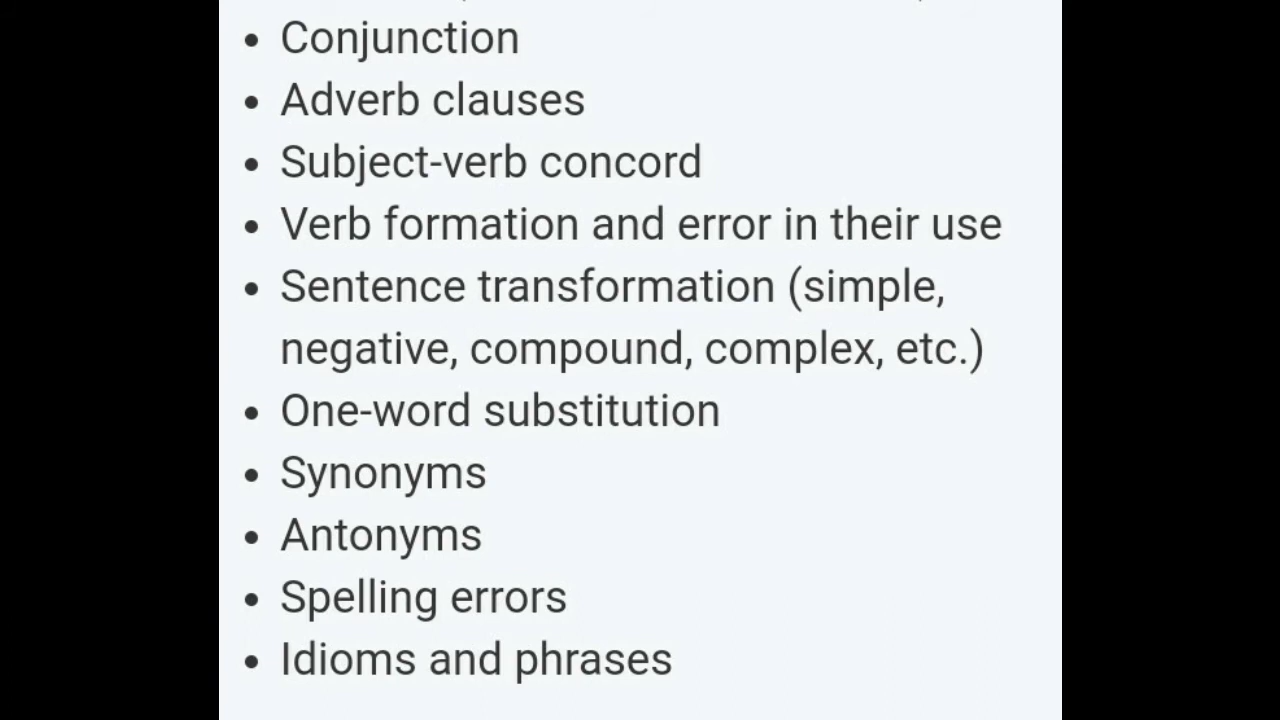 • Conjunction
• Adverb clauses
• Subject-verb concord
• Verb formation and error in their use
• Sentence transformation (simple,
negative, compound, complex, etc.)
• One-word substitution
• Synonyms
• Antonyms
• Spelling errors
• Idioms and phrases